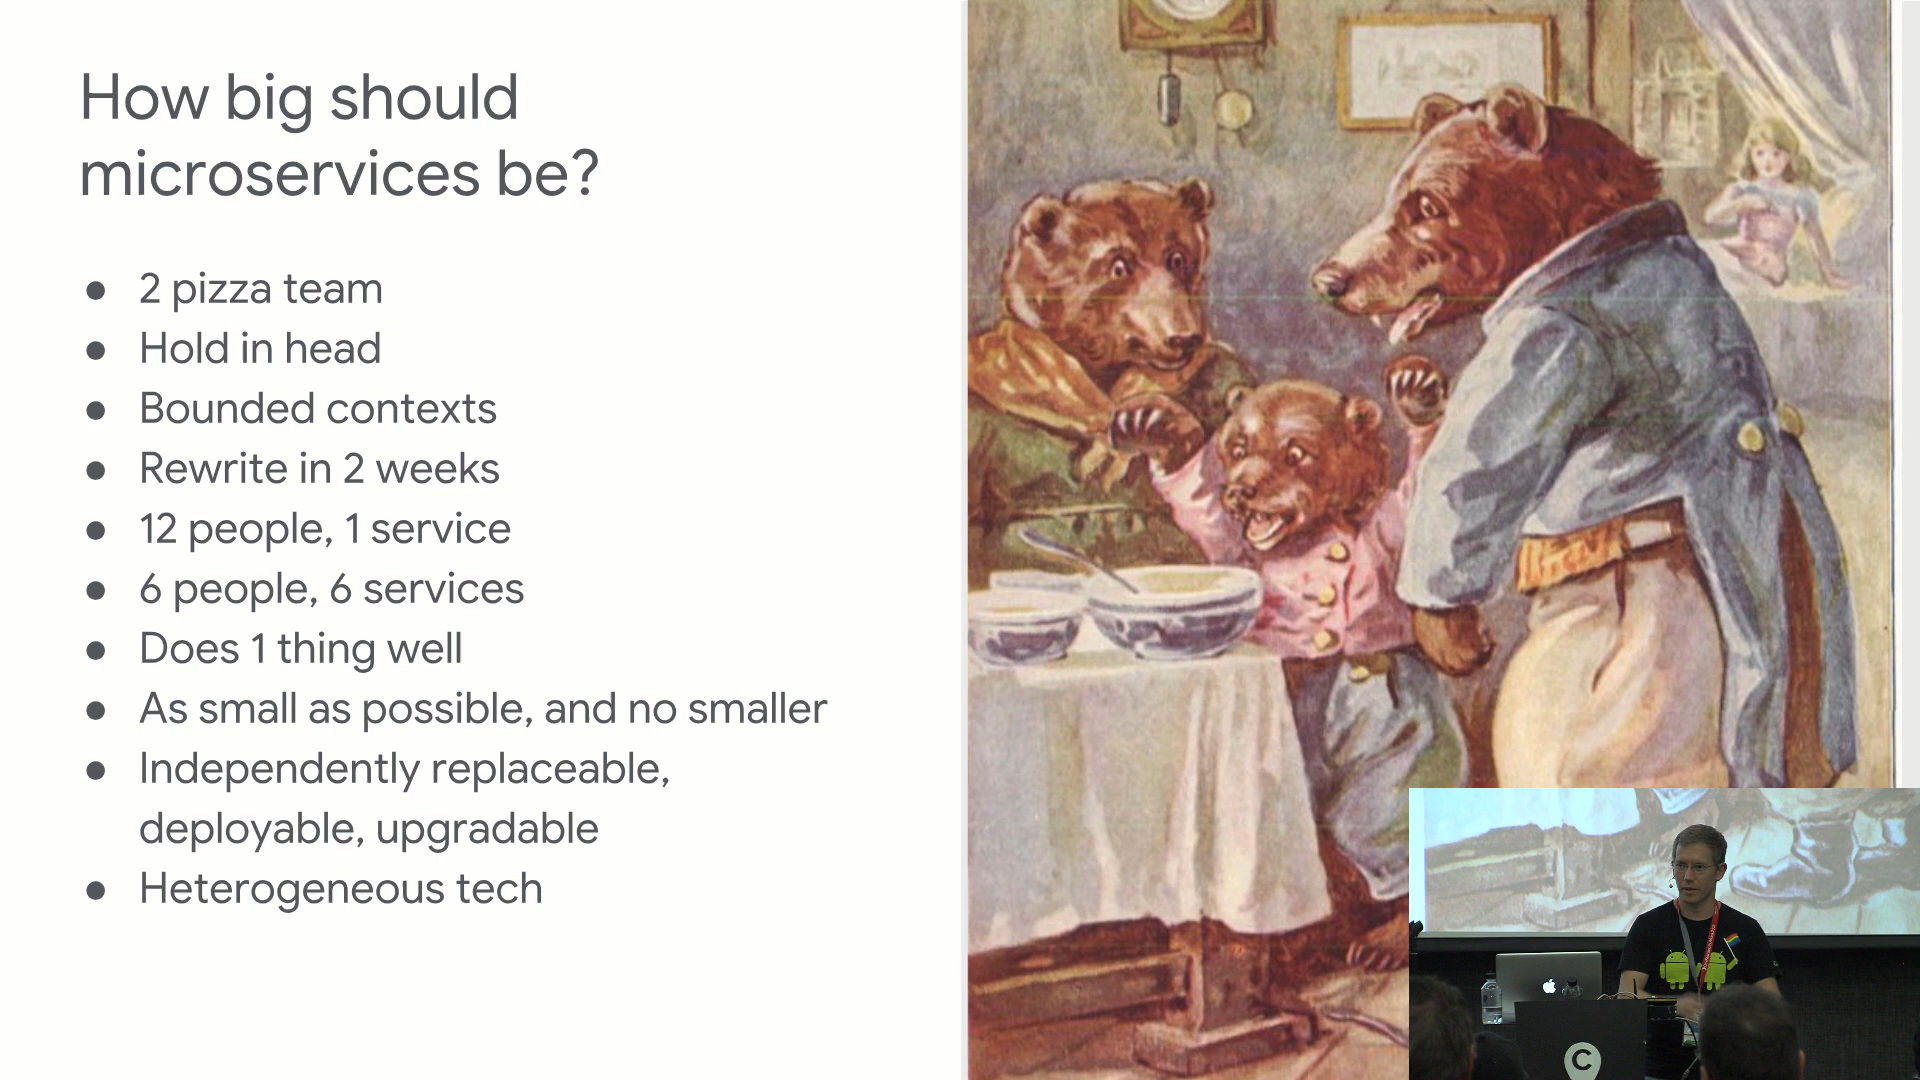 How big should
microservices be?
● 2 pizza team
● Hold in head
● Bounded contexts
● Rewrite in 2 weeks
● 12 people, 1 service
● 6 people, 6 services
● Does 1 thing well
● As small as possible, and no smaller
● Independently replaceable,
deployable, upgradable
● Heterogeneous tech
C